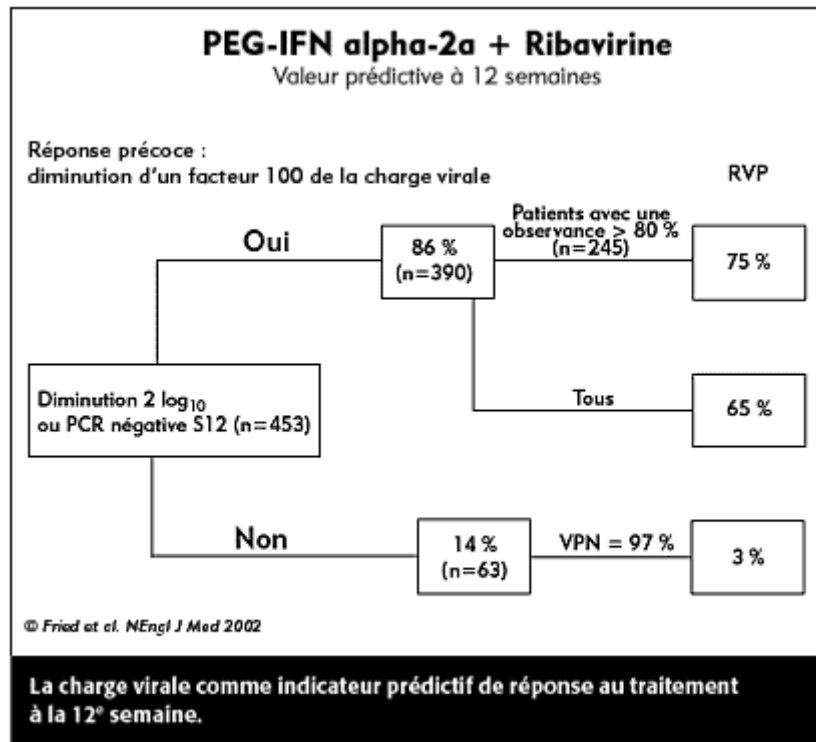 PEG-IFN alpha-2a + Ribavirine
Valeur prédictive à 12 semaines
Réponse précoce :
diminution d'un facteur 100 de la charge virale
RVP
Oui
86 %
(n=390)
Patients avec une
observance > 80 %
(n=245)
75 %
Diminution 2 log10
ou PCR négative S12 (n=453)
Tous
65 %
Non
14 %
(n=63)
VPN = 97 %
3 %
© Fried et cl. NEngl J Med 2002
La charge virale comme indicateur prédictif de réponse au traitement
à la 12e semaine.